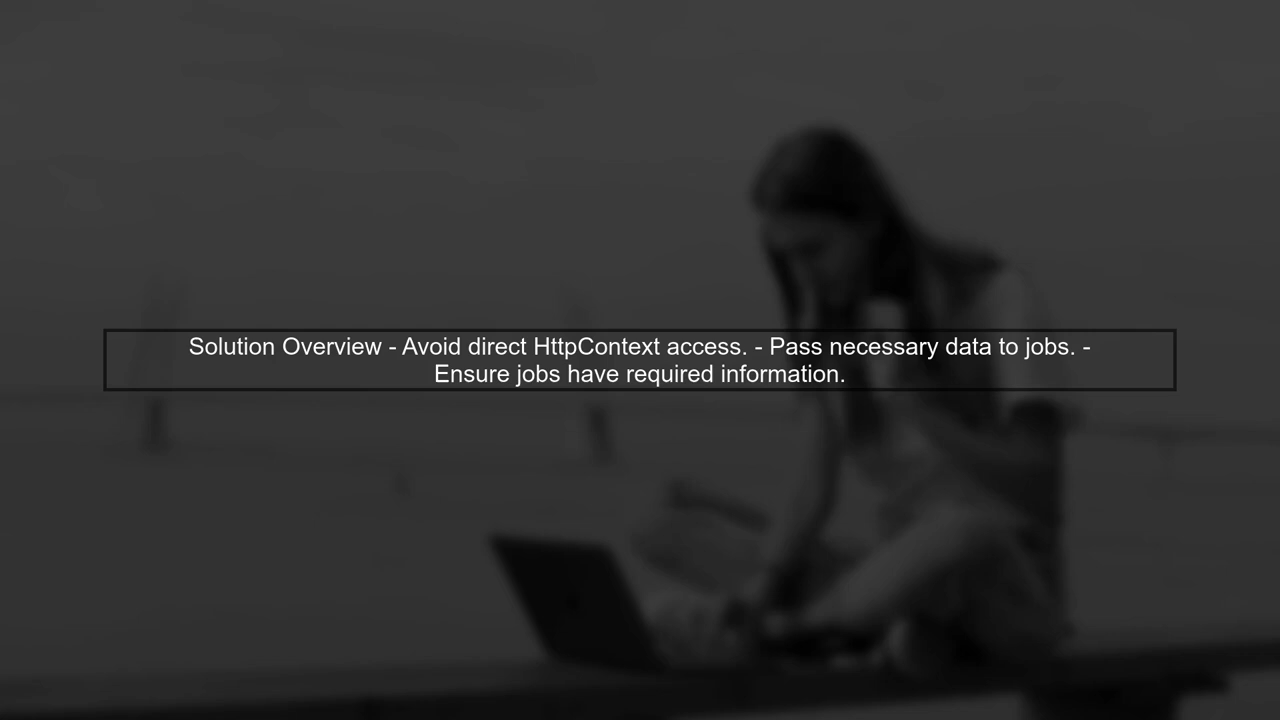 Solution Overview - Avoid direct HttpContext access. - Pass necessary data to jobs. -
Ensure jobs have required information.